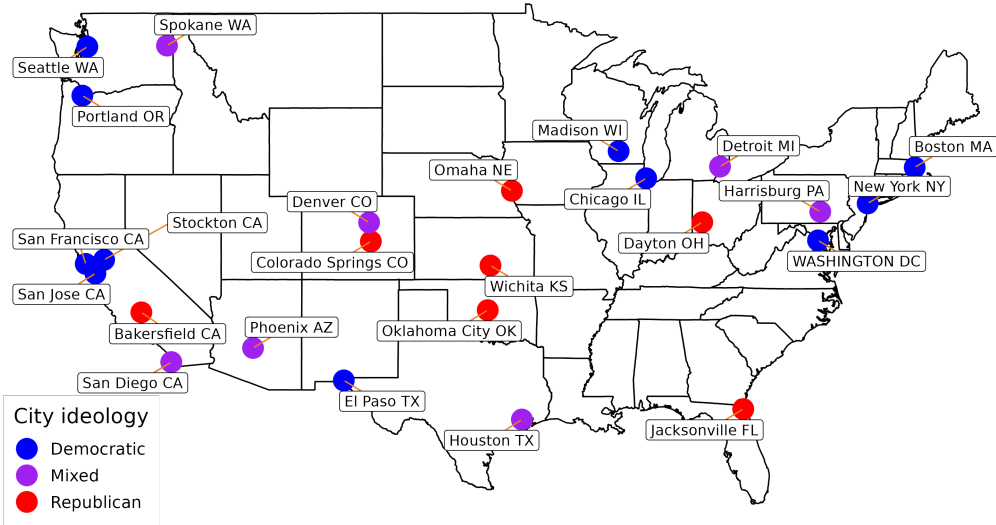 Spokane WA
Seattle WA
Portland OR
Madison WI
Detroit MI
Boston MA
Omaha NE
Harrisburg PA
New York NY
Denver CO
Chicago IL
Stockton CA
San Francisco CA
Dayton OH
Colorado Springs CO
WASHINGTON DC
San Jose CA
Wichita KS
Bakersfield CA
Phoenix AZ
Oklahoma City OK
San Diego CA
El Paso TX
Houston TX
Jacksonville FL
City ideology
Democratic
Mixed
Republican